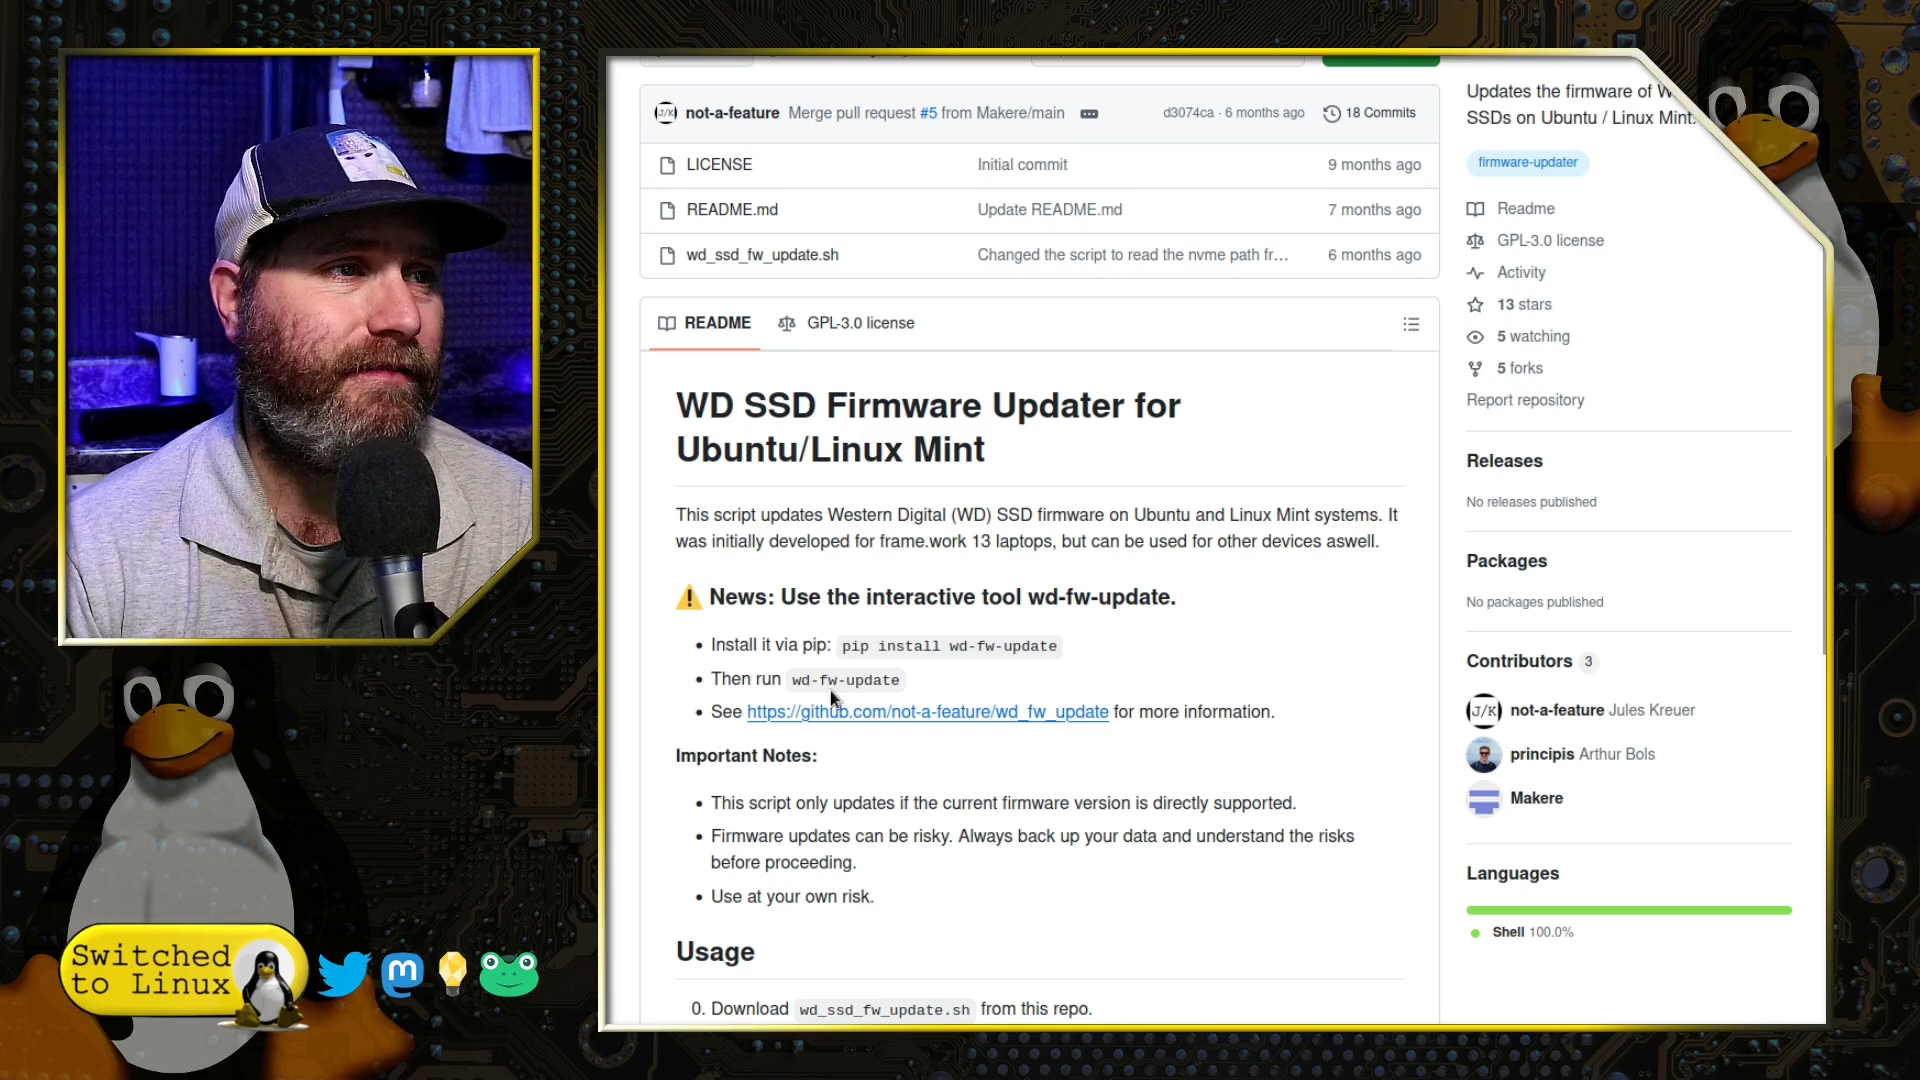 not-a-feature Merge pull request #5 from Makere/main d3074ca · 6 months ago 18 Commits
LICENSE Initial commit 9 months ago
README.md Update README.md 7 months ago
wd_ssd_fw_update.sh Changed the script to read the nvme path fr... 6 months ago
README GPL-3.0 license
WD SSD Firmware Updater for
Ubuntu/Linux Mint
This script updates Western Digital (WD) SSD firmware on Ubuntu and Linux Mint systems. It
was initially developed for frame.work 13 laptops, but can be used for other devices aswell.
⚠️ News: Use the interactive tool wd-fw-update.
• Install it via pip: pip install wd-fw-update
• Then run wd-fw-update
• See https://github.com/not-a-feature/wd_fw_update for more information.
Important Notes:
• This script only updates if the current firmware version is directly supported.
• Firmware updates can be risky. Always back up your data and understand the risks
before proceeding.
• Use at your own risk.
Usage
0. Download wd_ssd_fw_update.sh from this repo.
Updates the firmware of W
SSDs on Ubuntu / Linux Mint.
firmware-updater
Readme
GPL-3.0 license
Activity
13 stars
5 watching
5 forks
Report repository
Releases
No releases published
Packages
No packages published
Contributors 3
J/K not-a-feature Jules Kreuer
principis Arthur Bols
Makere
Languages
Shell 100.0%
Switched
to Linux